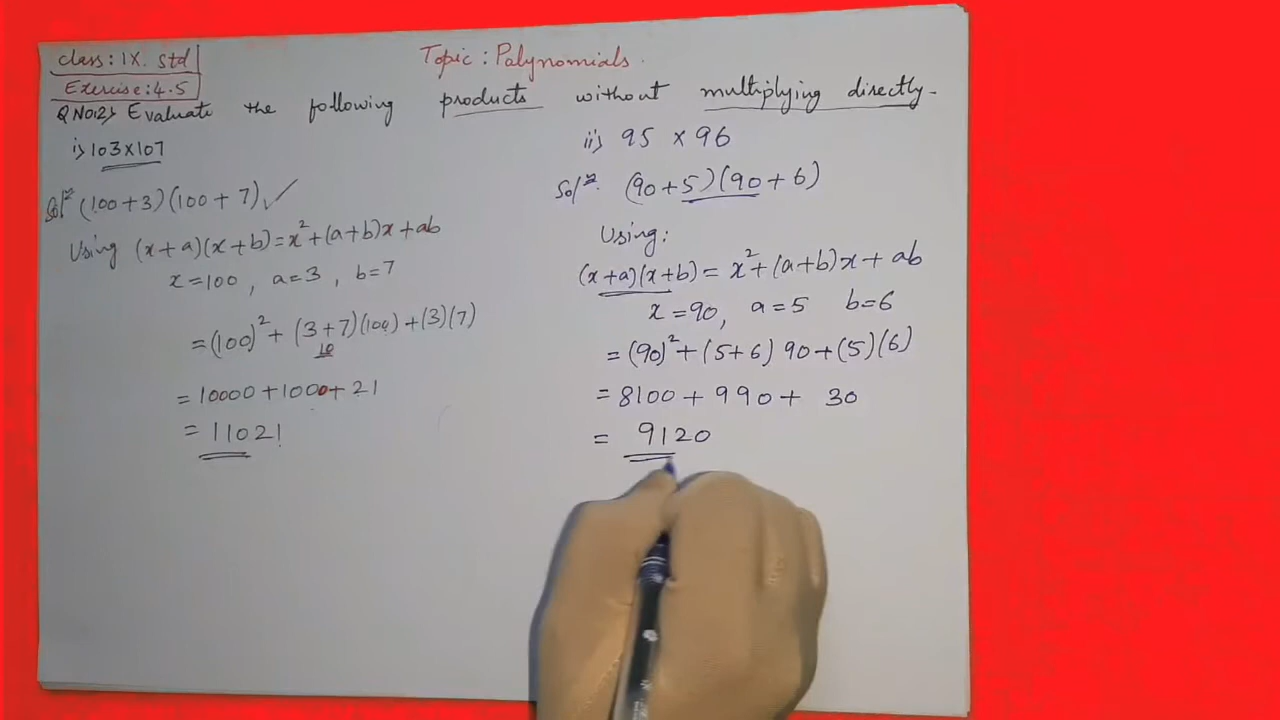 class: IX. std
Topic: Polynomials.
Exercise: 4.5
Q No:2) Evaluate the following products without multiplying directly.
i) 103×107
Sol^n (100+3)(100+7) ✓
Using (x+a)(x+b)=x²+(a+b)x+ab
x=100, a=3, b=7
=(100)²+(3+7)(100)+(3)(7)
10
=10000+1000+21
=11021
ii) 95 × 96
Sol^n. (90+5)(90+6)
Using:
(x+a)(x+b)= x²+(a+b)x+ab
x=90, a=5 b=6
=(90)²+(5+6) 90+(5)(6)
=8100+990+ 30
= 9120